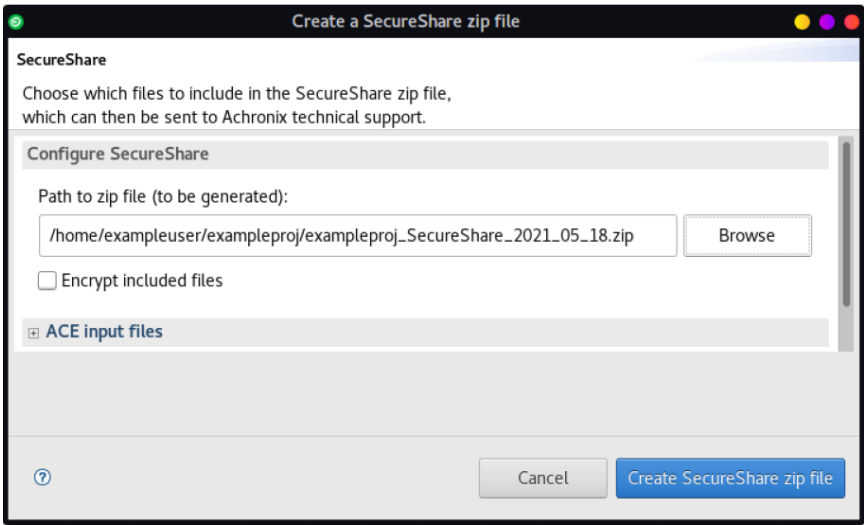 Create a SecureShare zip file
SecureShare
Choose which files to include in the SecureShare zip file,
which can then be sent to Achronix technical support.
Configure SecureShare
Path to zip file (to be generated):
/home/exampleuser/exampleproj/exampleproj_SecureShare_2021_05_18.zip
Browse
Encrypt included files
ACE input files
?
Cancel
Create SecureShare zip file